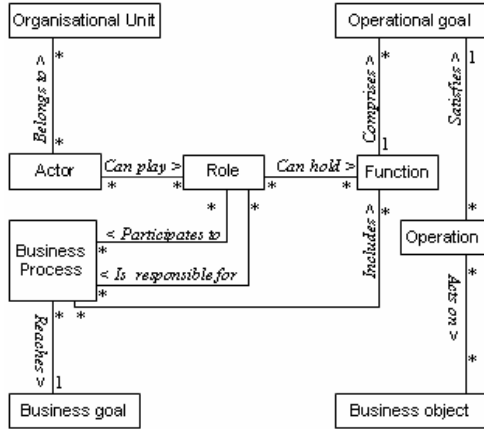 Organisational Unit
Operational goal
*
*
1
< Belongs to
Comprises >
Satisfies >
*
1
*
Actor
Can play >
Role
Can hold >
Function
*
*
*
*
*
*
*
< Participates to
*
Business
Process
Includes >
Operation
< Is responsible for
*
*
*
*
Reaches >
Acts on >
1
*
Business goal
Business object